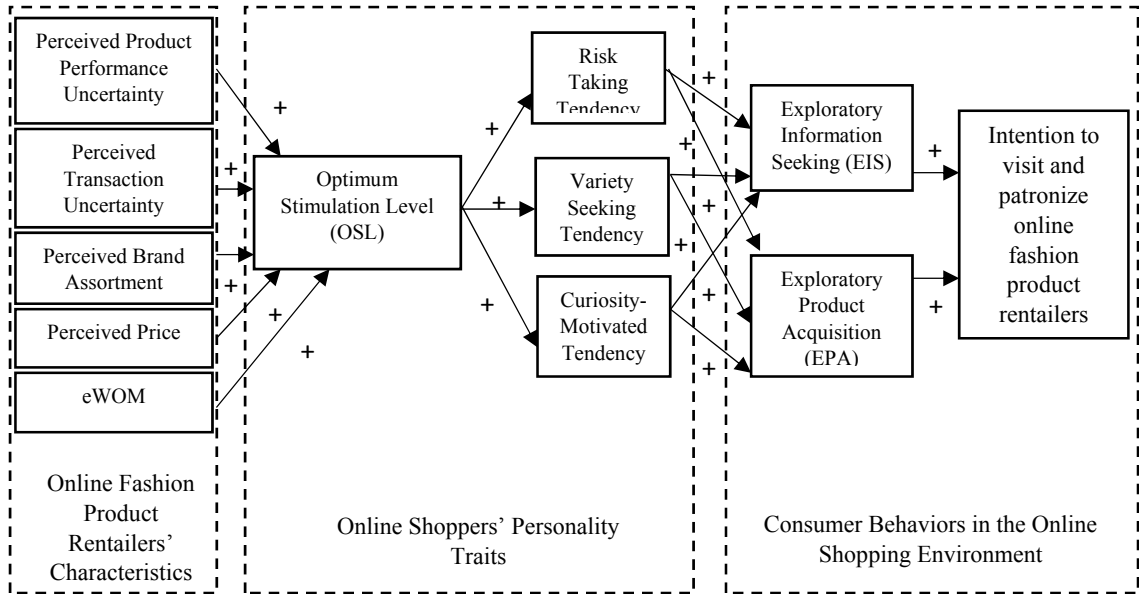 Perceived Product
Performance
Uncertainty
Perceived
Transaction
Uncertainty
Perceived Brand
Assortment
Perceived Price
eWOM
Online Fashion
Product
Rentailers’
Characteristics
+
+
+
+
+
Optimum
Stimulation Level
(OSL)
+
+
+
Risk
Taking
Tendency
Variety
Seeking
Tendency
Curiosity-
Motivated
Tendency
Online Shoppers’ Personality
Traits
+
+
+
+
+
+
Exploratory
Information
Seeking (EIS)
Exploratory
Product
Acquisition
(EPA)
+
+
Intention to
visit and
patronize
online
fashion
product
rentailers
Consumer Behaviors in the Online
Shopping Environment